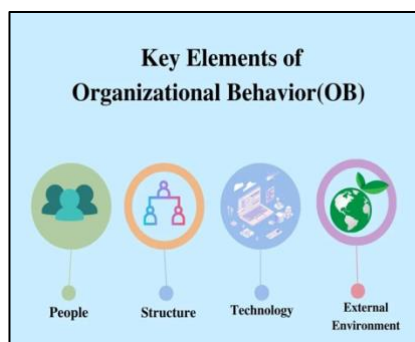 Key Elements of
Organizational Behavior(OB)
People
Structure
Technology
External
Environment